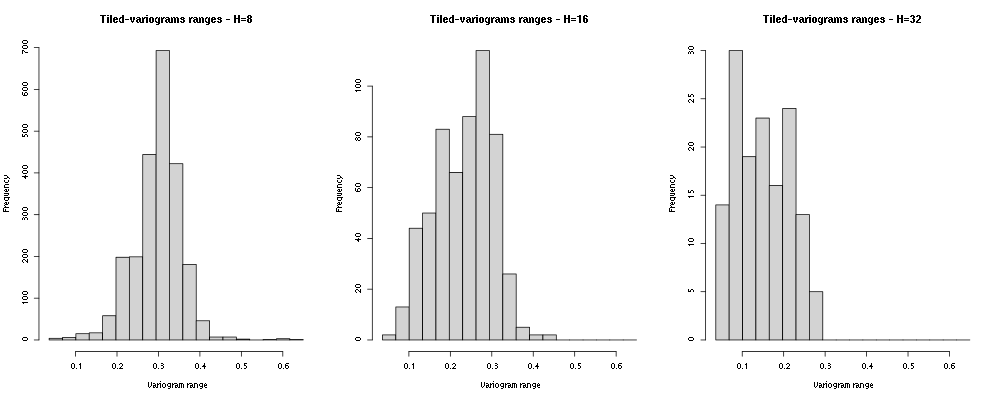 Tiled-variograms ranges - H=8
Tiled-variograms ranges - H=16
Tiled-variograms ranges - H=32
Frequency
0
100
200
300
400
500
600
700
0.1 0.2 0.3 0.4 0.5 0.6
Variogram range
Frequency
0
20
40
60
80
100
0.1 0.2 0.3 0.4 0.5 0.6
Variogram range
Frequency
0
5
10
15
20
25
30
0.1 0.2 0.3 0.4 0.5 0.6
Variogram range